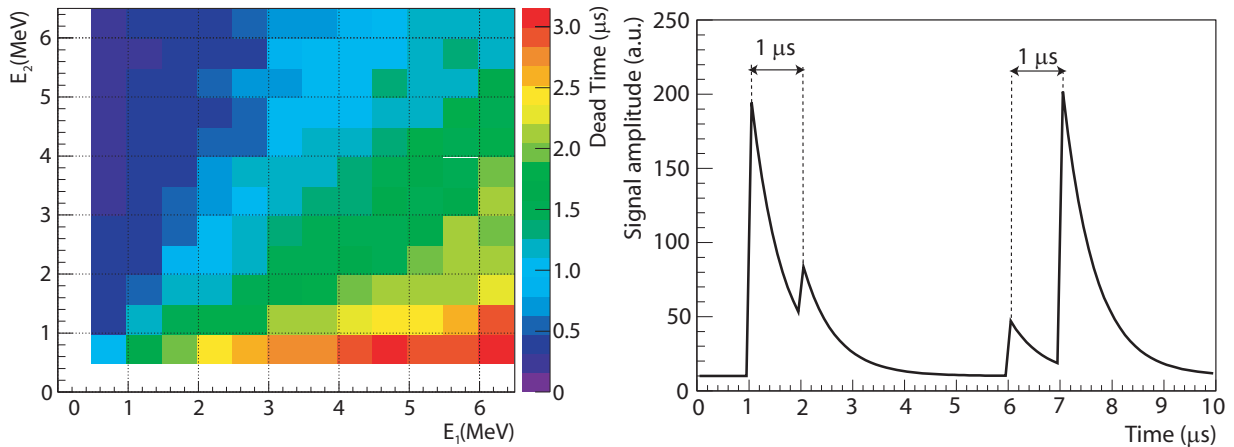 E₂(MeV)
6
5
4
3
2
1
0
0 1 2 3 4 5 6
E₁(MeV)
3.0
2.5
2.0
1.5
1.0
0.5
0
Dead Time (μs)
Signal amplitude (a.u.)
250
200
150
100
50
0
1 μs
1 μs
0 1 2 3 4 5 6 7 8 9 10
Time (μs)